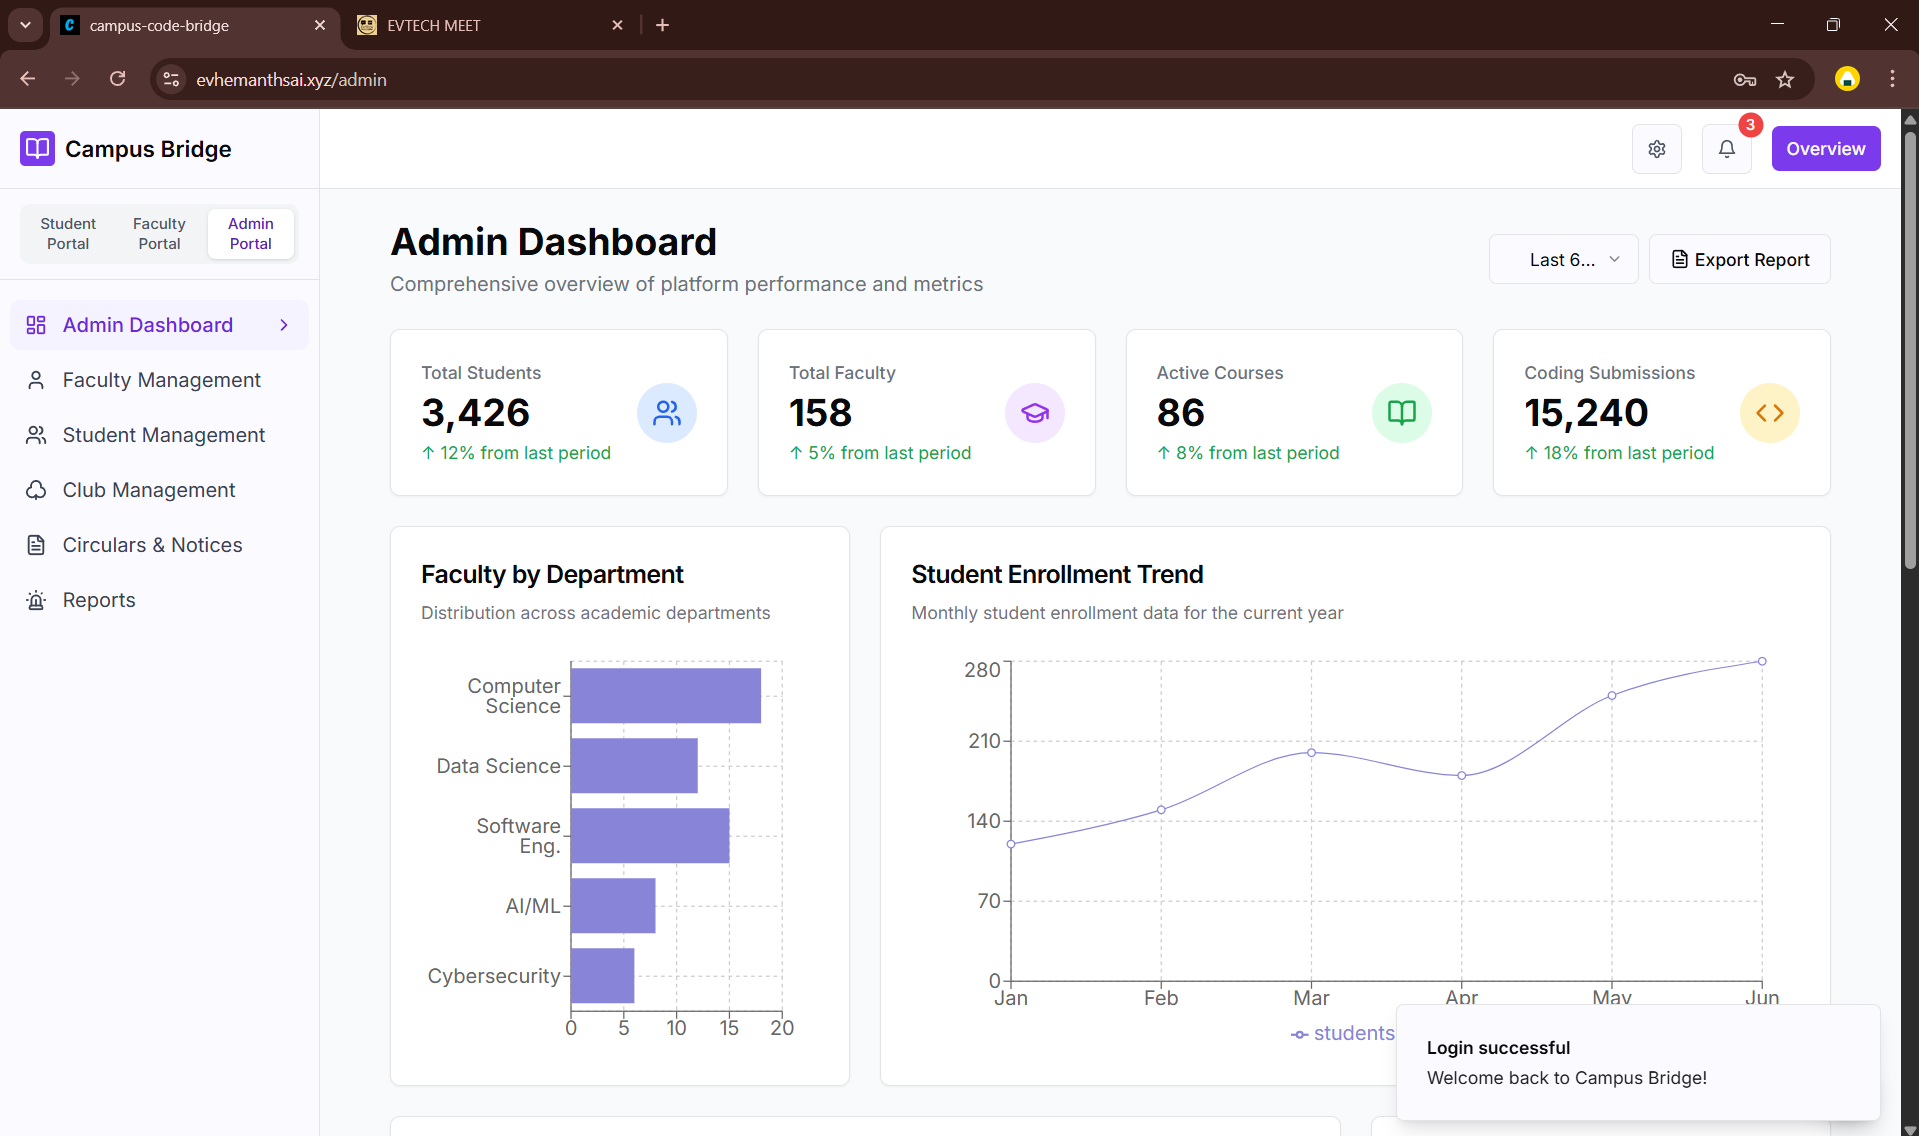 campus-code-bridge
EVTECH MEET
evhemanthsai.xyz/admin
Campus Bridge
3
Overview
Student Portal
Faculty Portal
Admin Portal
Admin Dashboard
Faculty Management
Student Management
Club Management
Circulars & Notices
Reports
Admin Dashboard
Comprehensive overview of platform performance and metrics
Last 6...
Export Report
Total Students
3,426
↑ 12% from last period
Total Faculty
158
↑ 5% from last period
Active Courses
86
↑ 8% from last period
Coding Submissions
15,240
↑ 18% from last period
Faculty by Department
Distribution across academic departments
Computer
Science
Data Science
Software
Eng.
AI/ML
Cybersecurity
0 5 10 15 20
Student Enrollment Trend
Monthly student enrollment data for the current year
280
210
140
70
0
Jan Feb Mar Apr May Jun
students
Login successful
Welcome back to Campus Bridge!